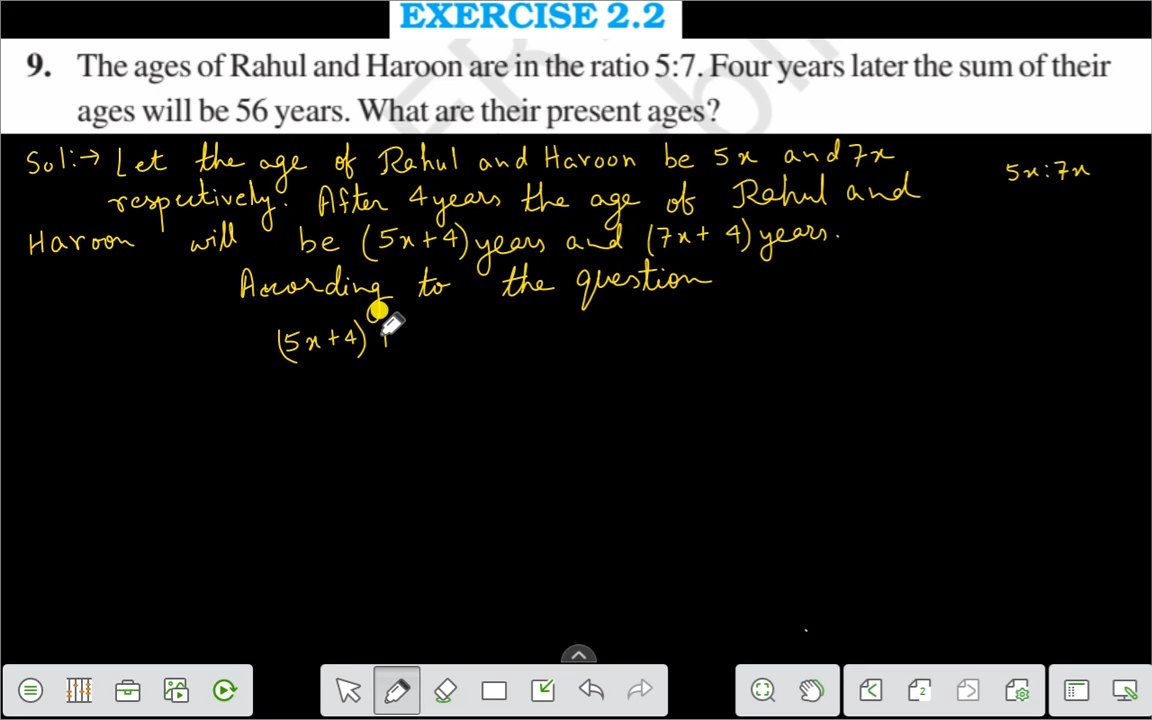 EXERCISE 2.2
9. The ages of Rahul and Haroon are in the ratio 5:7. Four years later the sum of their
ages will be 56 years. What are their present ages?
Sol:→ Let the age of Rahul and Haroon be 5x and 7x
5x:7x
respectively. After 4 years the age of Rahul and
Haroon will be (5x+4) years and (7x+4) years.
According to the question
(5x+4)
2